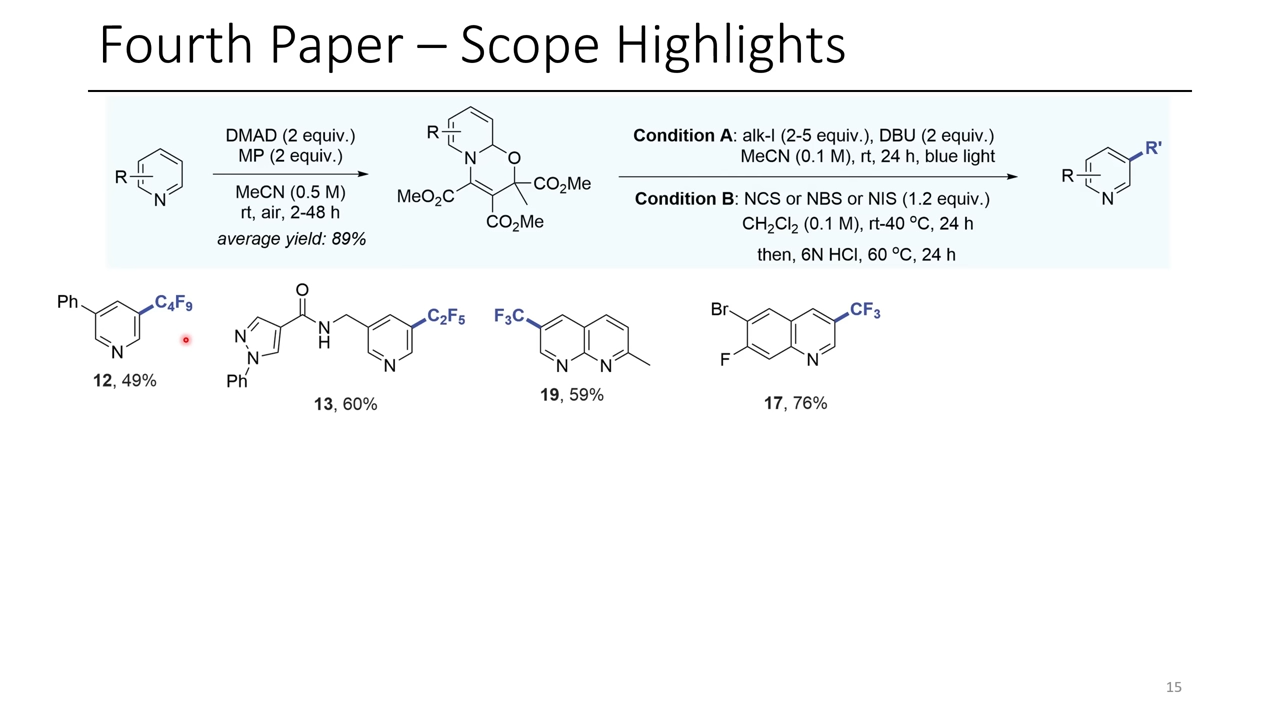 Fourth Paper – Scope Highlights
DMAD (2 equiv.)
MP (2 equiv.)
MeCN (0.5 M)
rt, air, 2-48 h
average yield: 89%
R
N
R
N
O
MeO₂C
CO₂Me
CO₂Me
Condition A: alk-I (2-5 equiv.), DBU (2 equiv.)
MeCN (0.1 M), rt, 24 h, blue light
Condition B: NCS or NBS or NIS (1.2 equiv.)
CH₂Cl₂ (0.1 M), rt-40 ºC, 24 h
then, 6N HCl, 60 ºC, 24 h
R
R'
N
Ph
C₄F₉
N
12, 49%
O
N
N
Ph
N
H
C₂F₅
N
13, 60%
F₃C
N
N
19, 59%
Br
F
CF₃
N
17, 76%
15